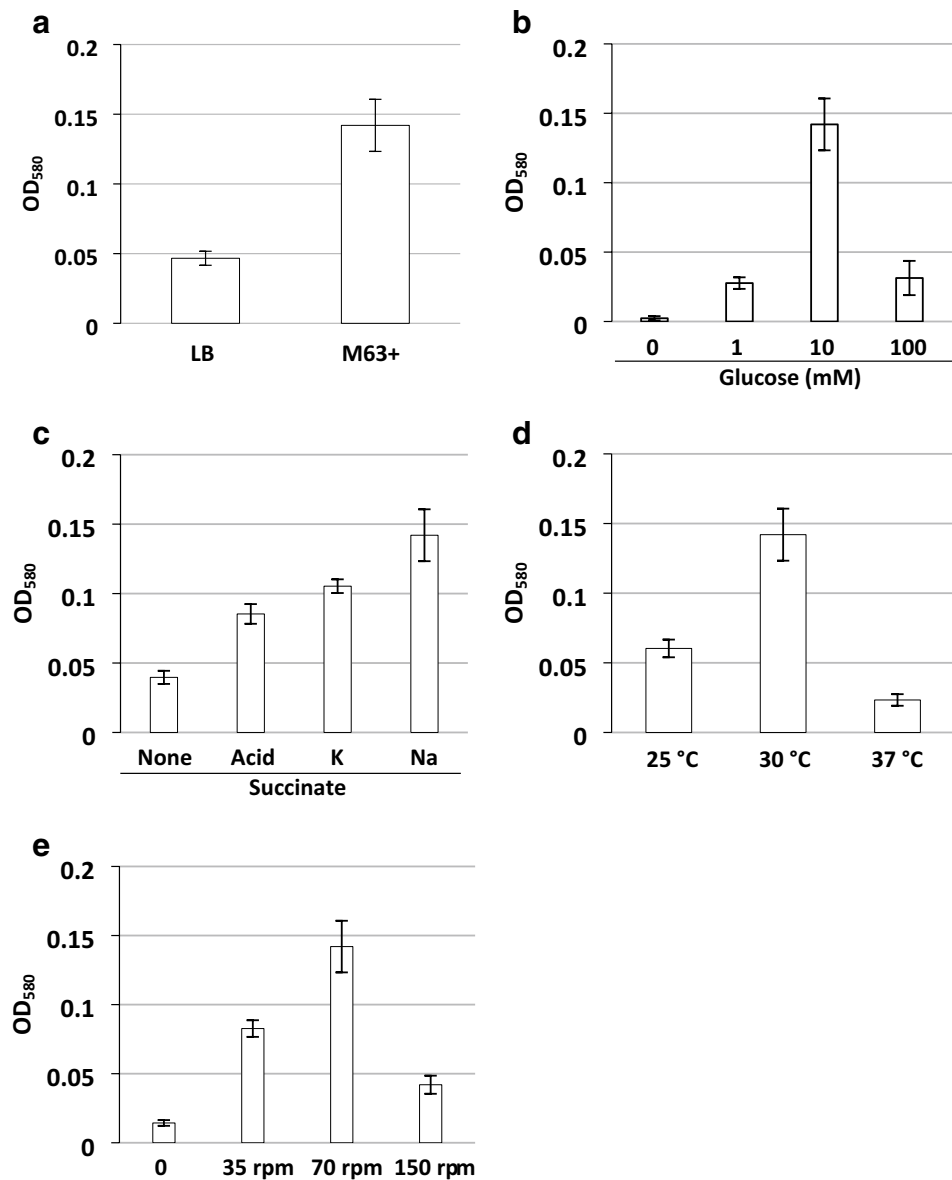 a
0.2
0.15
0.1
0.05
0
OD580
LB M63+
b
0.2
0.15
0.1
0.05
0
OD580
0 1 10 100
Glucose (mM)
c
0.2
0.15
0.1
0.05
0
OD580
None Acid K Na
Succinate
d
0.2
0.15
0.1
0.05
0
OD580
25 °C 30 °C 37 °C
e
0.2
0.15
0.1
0.05
0
OD580
0 35 rpm 70 rpm 150 rpm